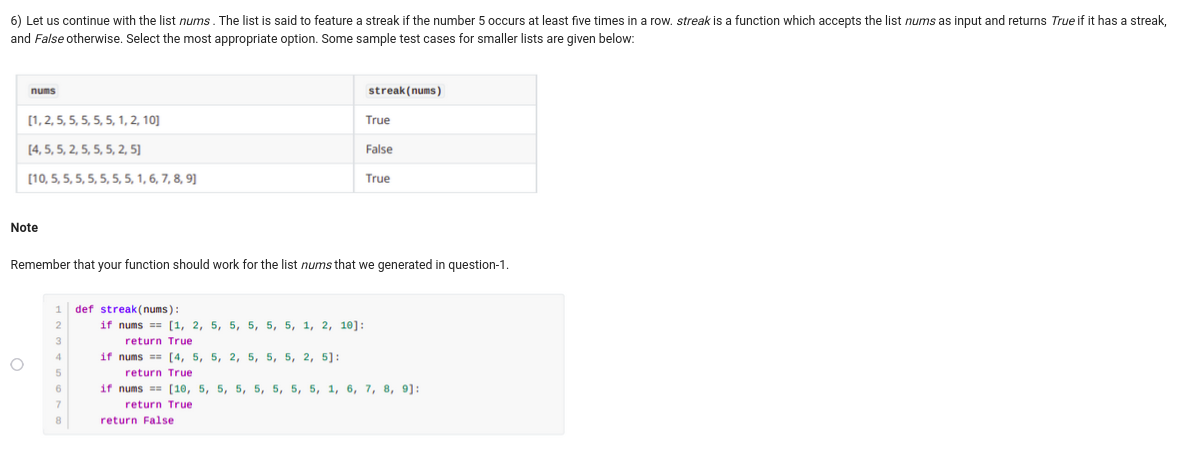 6) Let us continue with the list nums . The list is said to feature a streak if the number 5 occurs at least five times in a row. streak is a function which accepts the list nums as input and returns True if it has a streak,
and False otherwise. Select the most appropriate option. Some sample test cases for smaller lists are given below:
nums streak(nums)
[1, 2, 5, 5, 5, 5, 5, 1, 2, 10] True
[4, 5, 5, 2, 5, 5, 5, 2, 5] False
[10, 5, 5, 5, 5, 5, 5, 5, 1, 6, 7, 8, 9] True
Note
Remember that your function should work for the list nums that we generated in question-1.
1 def streak(nums):
2 if nums == [1, 2, 5, 5, 5, 5, 5, 1, 2, 10]:
3 return True
4 if nums == [4, 5, 5, 2, 5, 5, 5, 2, 5]:
5 return True
6 if nums == [10, 5, 5, 5, 5, 5, 5, 5, 1, 6, 7, 8, 9]:
7 return True
8 return False